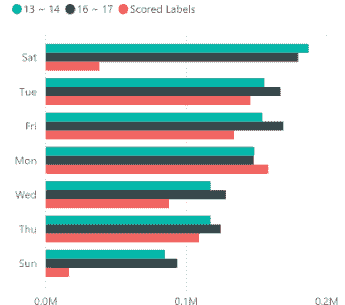 13 ~ 14 16 ~ 17 Scored Labels
Sat
Tue
Fri
Mon
Wed
Thu
Sun
0.0M 0.1M 0.2M